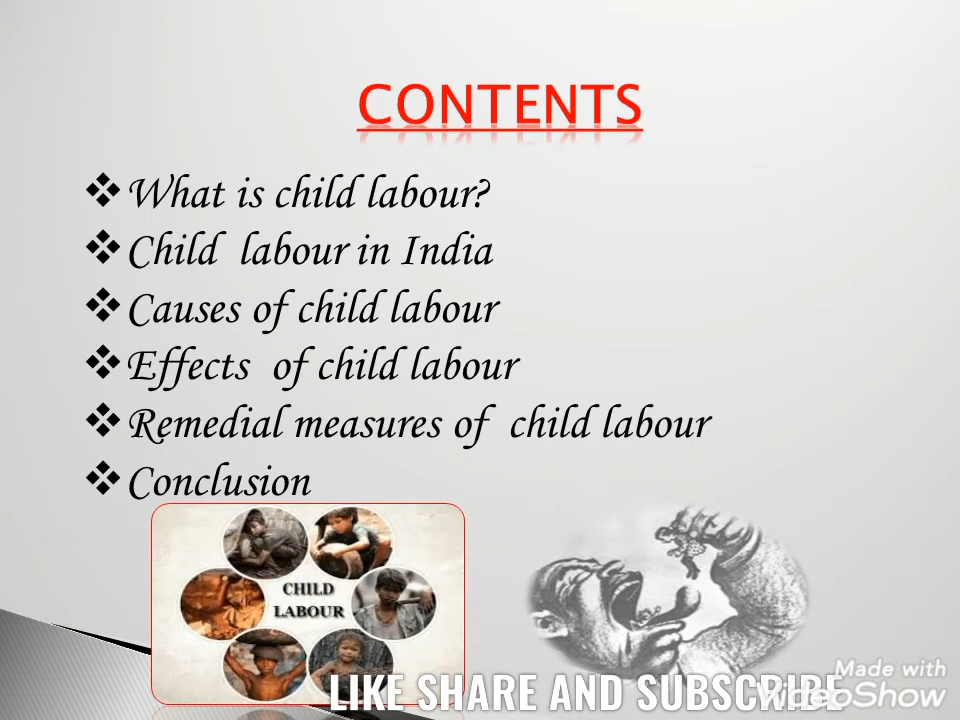 CONTENTS
What is child labour?
Child labour in India
Causes of child labour
Effects of child labour
Remedial measures of child labour
Conclusion
CHILD
LABOUR
LIKE SHARE AND SUBSCRIBE
Made with
VideoShow